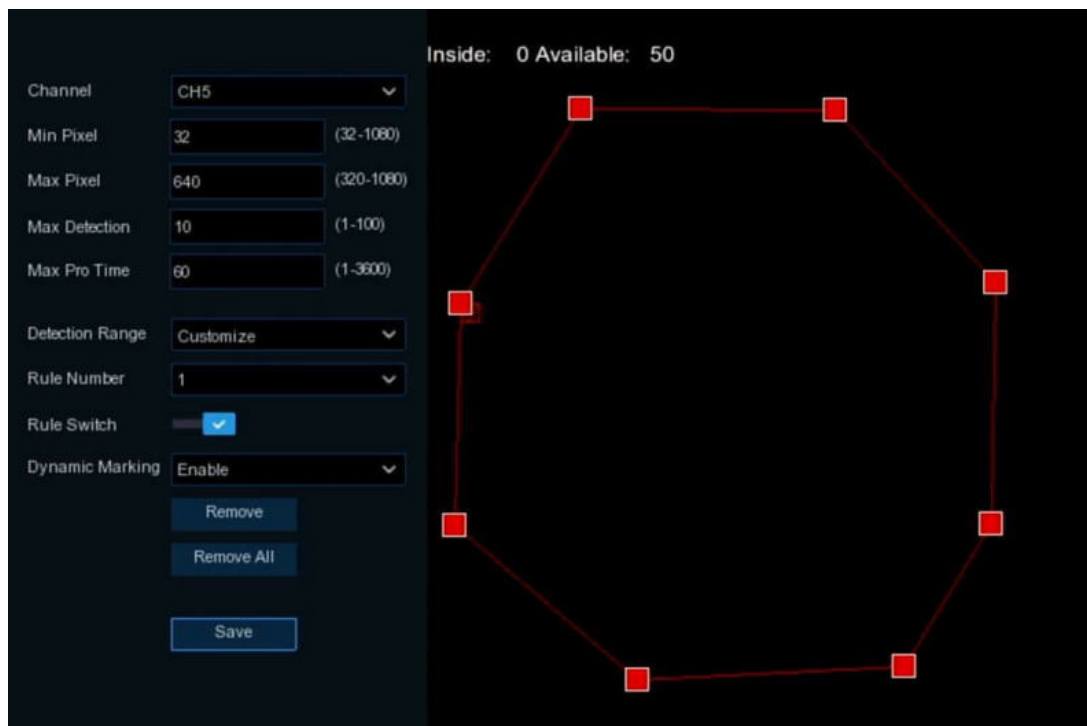 Inside: 0 Available: 50
Channel CH5
Min Pixel 32 (32-1080)
Max Pixel 640 (320-1080)
Max Detection 10 (1-100)
Max Pro Time 60 (1-3600)
Detection Range Customize
Rule Number 1
Rule Switch
Dynamic Marking Enable
Remove
Remove All
Save